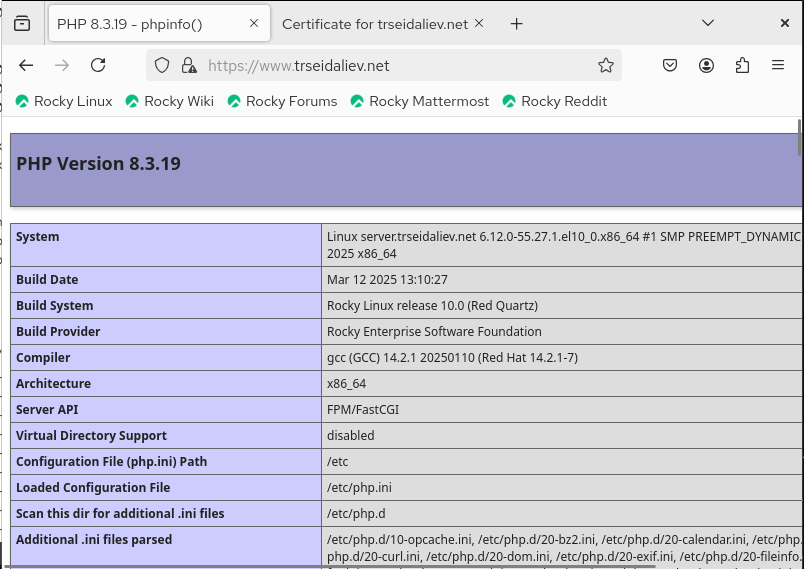 PHP 8.3.19 - phpinfo()
Certificate for trseidaliev.net
https://www.trseidaliev.net
Rocky Linux Rocky Wiki Rocky Forums Rocky Mattermost Rocky Reddit
PHP Version 8.3.19
System Linux server.trseidaliev.net 6.12.0-55.27.1.el10_0.x86_64 #1 SMP PREEMPT_DYNAMIC
2025 x86_64
Build Date Mar 12 2025 13:10:27
Build System Rocky Linux release 10.0 (Red Quartz)
Build Provider Rocky Enterprise Software Foundation
Compiler gcc (GCC) 14.2.1 20250110 (Red Hat 14.2.1-7)
Architecture x86_64
Server API FPM/FastCGI
Virtual Directory Support disabled
Configuration File (php.ini) Path /etc
Loaded Configuration File /etc/php.ini
Scan this dir for additional .ini files /etc/php.d
Additional .ini files parsed /etc/php.d/10-opcache.ini, /etc/php.d/20-bz2.ini, /etc/php.d/20-calendar.ini, /etc/php.
php.d/20-curl.ini, /etc/php.d/20-dom.ini, /etc/php.d/20-exif.ini, /etc/php.d/20-fileinfo.